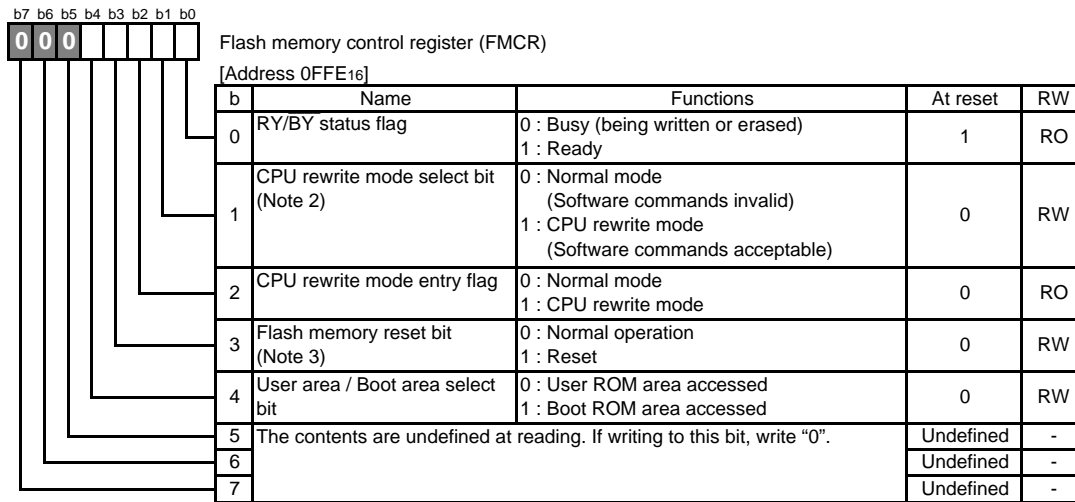 b7 b6 b5 b4 b3 b2 b1 b0
0 0 0
Flash memory control register (FMCR)
[Address 0FFE16]
b Name Functions At reset RW
0 RY/BY status flag 0 : Busy (being written or erased) 1 RO
1 : Ready
1 CPU rewrite mode select bit 0 : Normal mode 0 RW
(Note 2) (Software commands invalid)
1 : CPU rewrite mode
(Software commands acceptable)
2 CPU rewrite mode entry flag 0 : Normal mode 0 RO
1 : CPU rewrite mode
3 Flash memory reset bit 0 : Normal operation 0 RW
(Note 3) 1 : Reset
4 User area / Boot area select 0 : User ROM area accessed 0 RW
bit 1 : Boot ROM area accessed
5 The contents are undefined at reading. If writing to this bit, write “0”. Undefined -
6 Undefined -
7 Undefined -